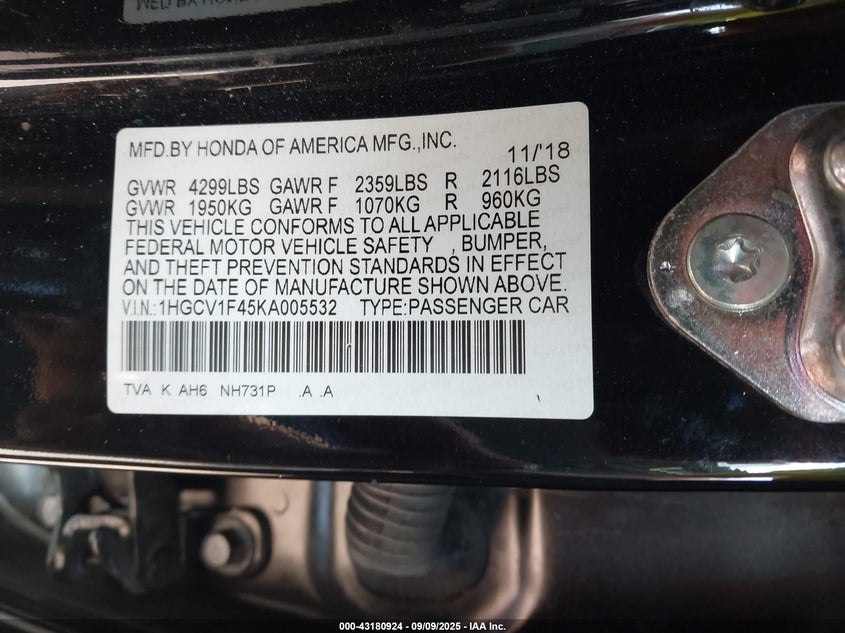 MFD.BY HONDA OF AMERICA MFG.,INC.
11/'18
GVWR 4299LBS GAWR F 2359LBS R 2116LBS
GVWR 1950KG GAWR F 1070KG R 960KG
THIS VEHICLE CONFORMS TO ALL APPLICABLE
FEDERAL MOTOR VEHICLE SAFETY , BUMPER,
AND THEFT PREVENTION STANDARDS IN EFFECT
ON THE DATE OF MANUFACTURE SHOWN ABOVE.
V.I.N.:1HGCV1F45KA005532 TYPE:PASSENGER CAR
TVA K AH6 NH731P .A .A
000-43180924 - 09/09/2025 - IAA Inc.